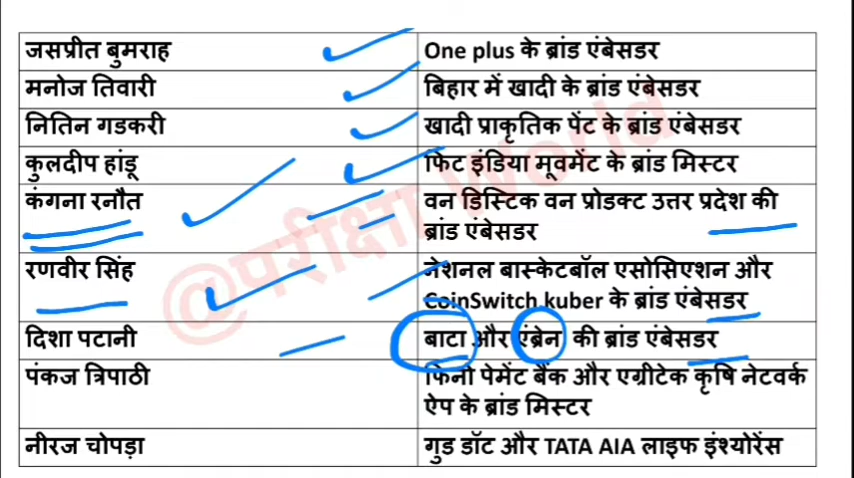 जसप्रीत बुमराह One plus के ब्रांड एंबेसडर
मनोज तिवारी बिहार में खादी के ब्रांड एंबेसडर
नितिन गडकरी खादी प्राकृतिक पेंट के ब्रांड एंबेसडर
कुलदीप हांडू फिट इंडिया मूवमेंट के ब्रांड मिस्टर
कंगना रनौत वन डिस्टिक वन प्रोडक्ट उत्तर प्रदेश की
ब्रांड एंबेसडर
रणवीर सिंह नेशनल बास्केटबॉल एसोसिएशन और
CoinSwitch kuber के ब्रांड एंबेसडर
दिशा पटानी बाटा और एंब्रेन की ब्रांड एंबेसडर
पंकज त्रिपाठी फिनो पेमेंट बैंक और एग्रीटेक कृषि नेटवर्क
ऐप के ब्रांड मिस्टर
नीरज चोपड़ा गुड डॉट और TATA AIA लाइफ इंश्योरेंस
@परीक्षा World